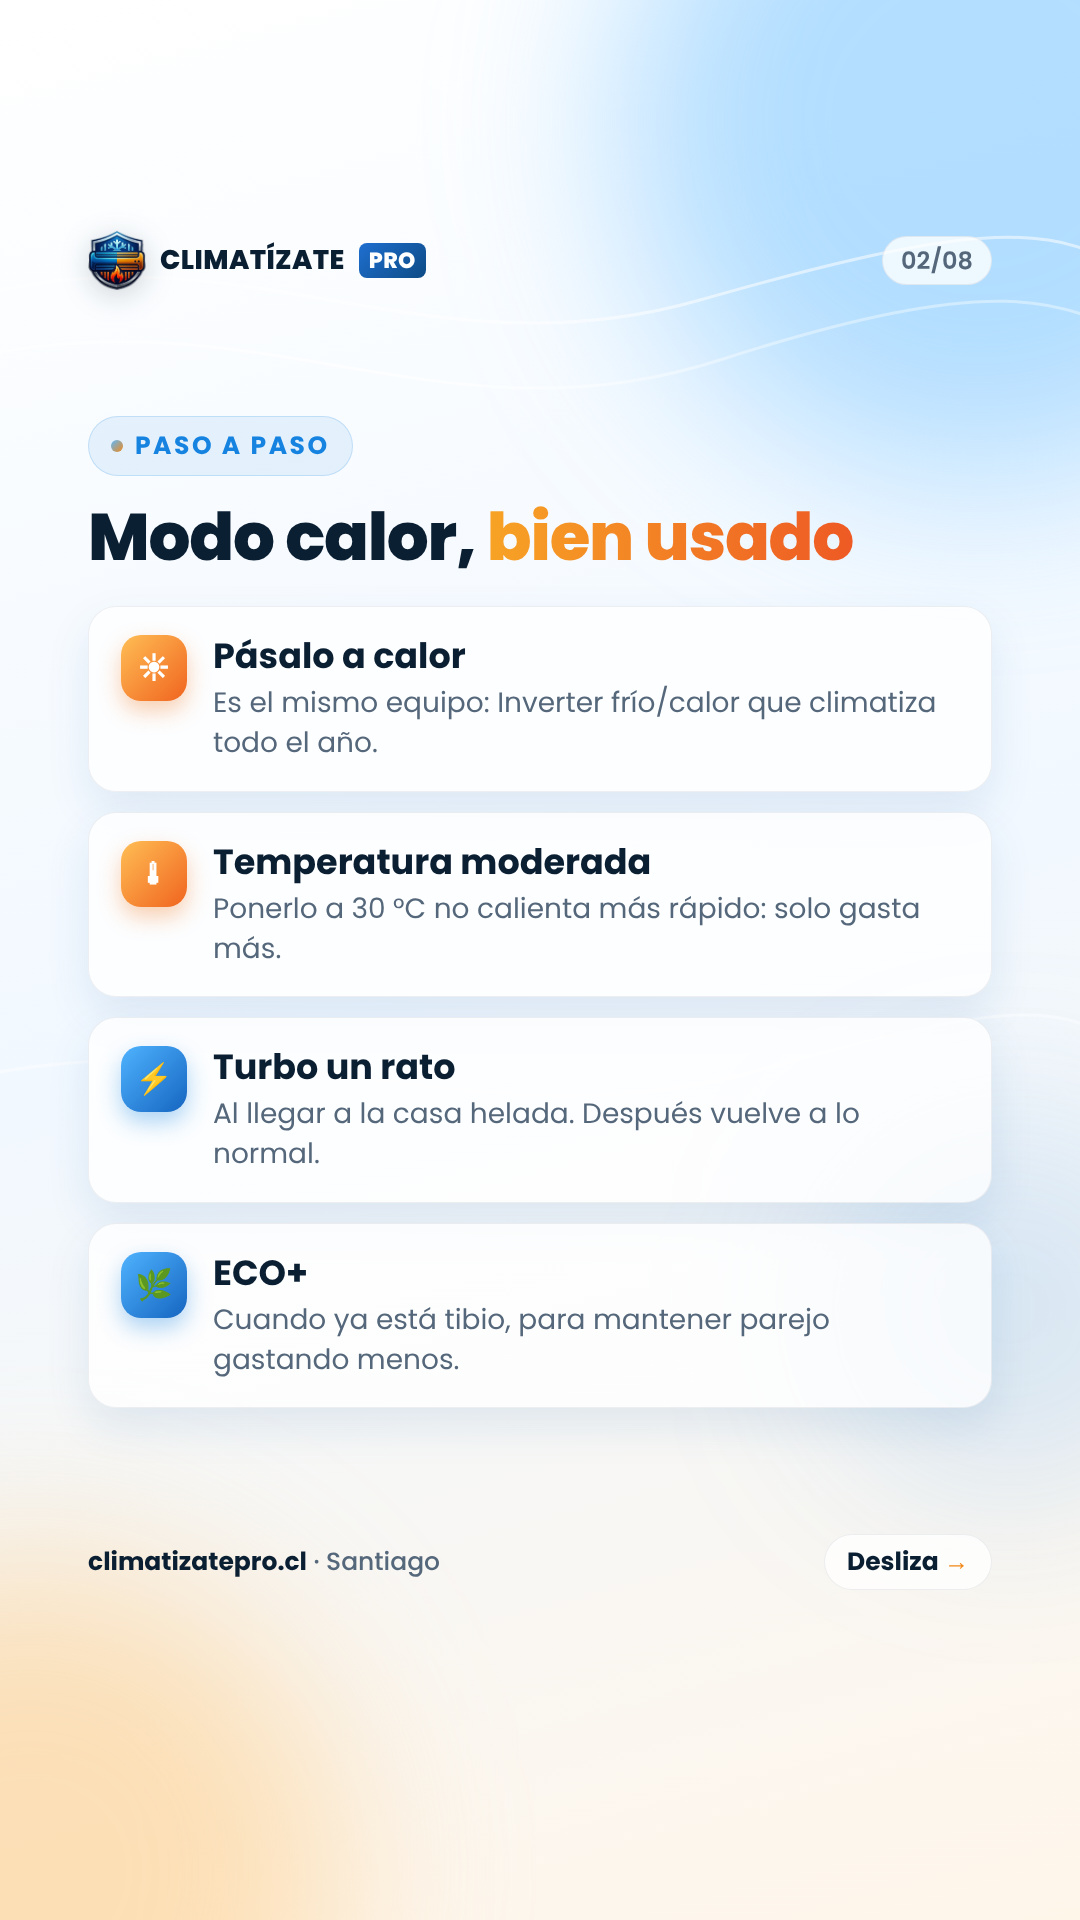 CLIMATÍZATE PRO
02/08
PASO A PASO
Modo calor, bien usado
Pásalo a calor
Es el mismo equipo: Inverter frío/calor que climatiza
todo el año.
Temperatura moderada
Ponerlo a 30 °C no calienta más rápido: solo gasta
más.
Turbo un rato
Al llegar a la casa helada. Después vuelve a lo
normal.
ECO+
Cuando ya está tibio, para mantener parejo
gastando menos.
climatizatepro.cl · Santiago
Desliza →